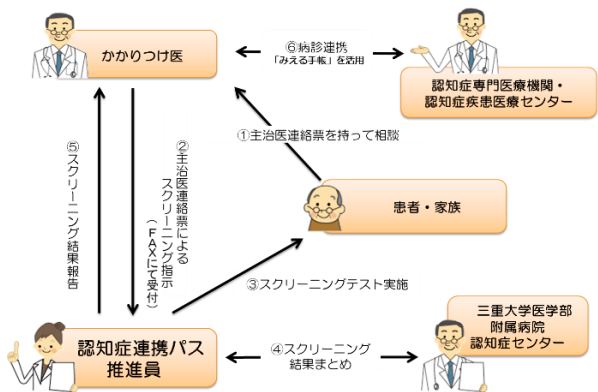 かかりつけ医
⑥病診連携
「みえる手帳」を活用
認知症専門医療機関・
認知症疾患医療センター
①主治医連絡票を持って相談
②主治医連絡票による
スクリーニング指示
(FAXにて受付)
⑤スクリーニング結果報告
患者・家族
③スクリーニングテスト実施
認知症連携パス
推進員
④スクリーニング
結果まとめ
三重大学医学部
附属病院
認知症センター